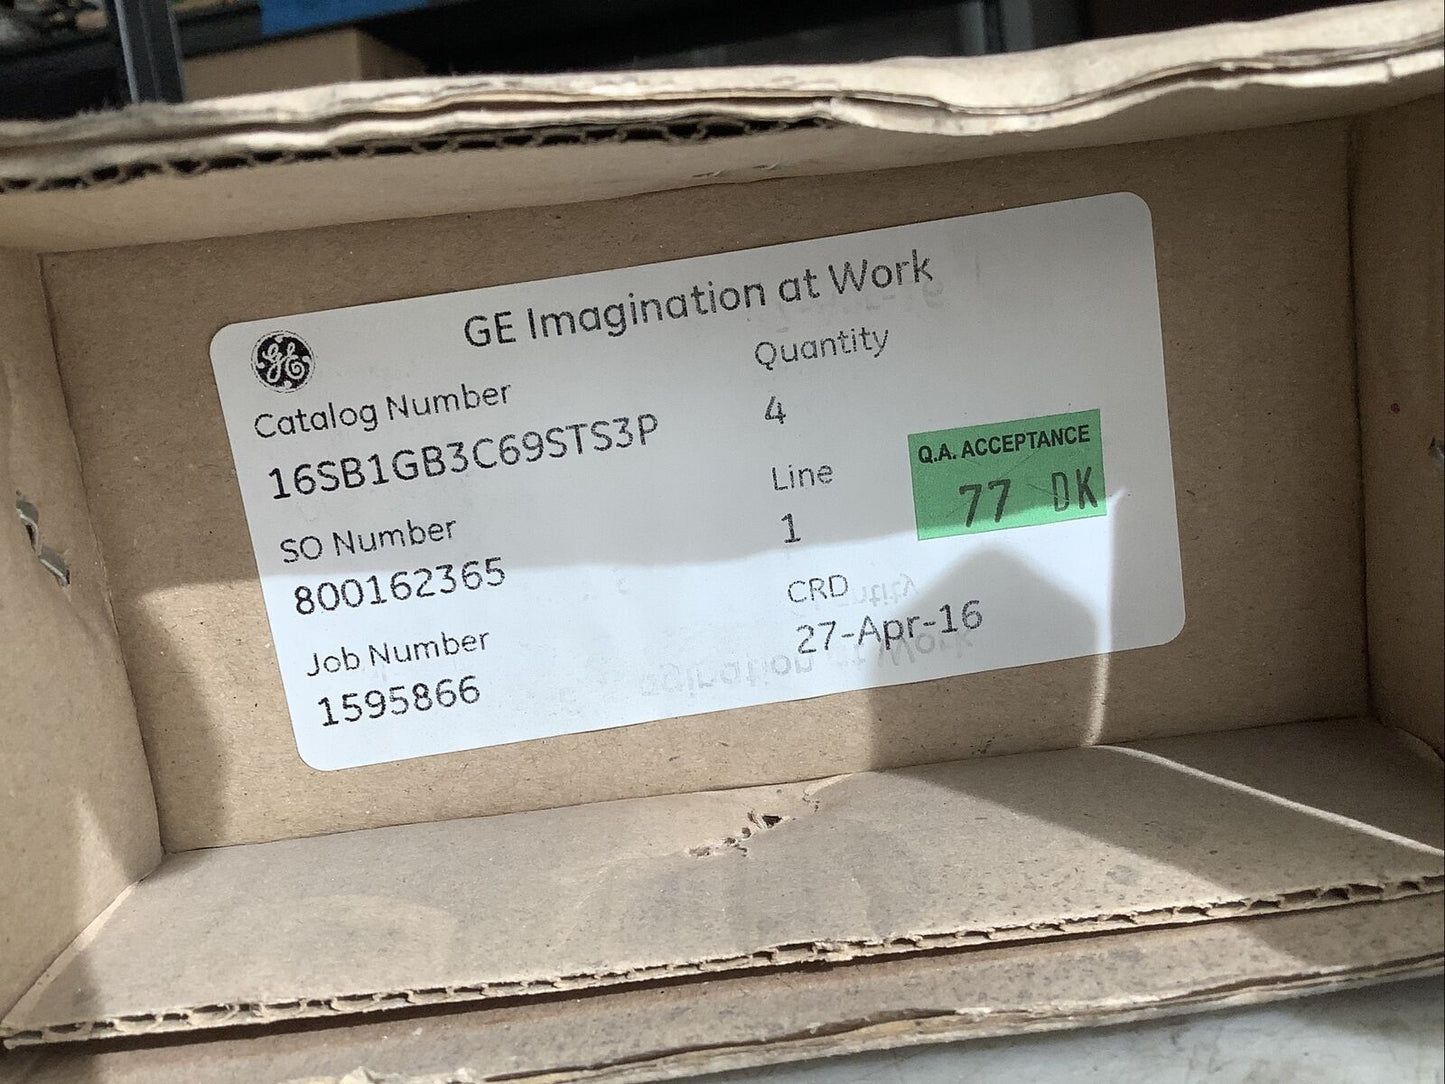 GE Imagination at Work
GE
Catalog Number
16SB1GB3C69STS3P
Quantity
4
SO Number
800162365
Line
1
Job Number
1595866
CRD
27-Apr-16
Q.A. ACCEPTANCE
77 DK